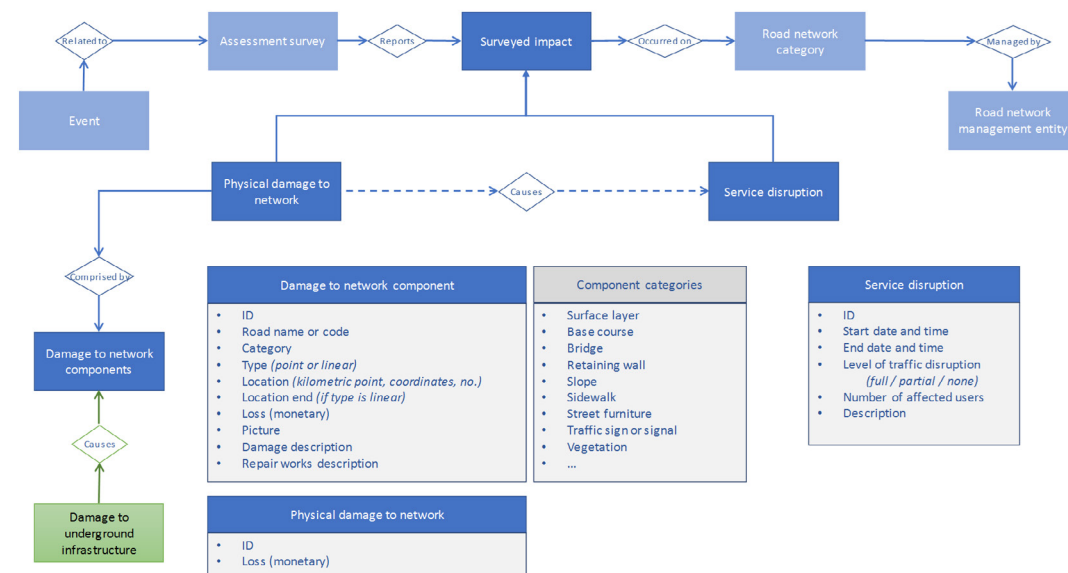 Related to
Assessment survey
Reports
Surveyed impact
Occurred on
Road network
category
Managed by
Event
Road network
management entity
Physical damage to
network
Causes
Service disruption
Comprised by
Damage to network
components
Causes
Damage to
underground
infrastructure
Damage to network component
• ID
• Road name or code
• Category
• Type (point or linear)
• Location (kilometric point, coordinates, no.)
• Location end (if type is linear)
• Loss (monetary)
• Picture
• Damage description
• Repair works description
Component categories
• Surface layer
• Base course
• Bridge
• Retaining wall
• Slope
• Sidewalk
• Street furniture
• Traffic sign or signal
• Vegetation
• ...
Service disruption
• ID
• Start date and time
• End date and time
• Level of traffic disruption
(full / partial / none)
• Number of affected users
• Description
Physical damage to network
• ID
• Loss (monetary)